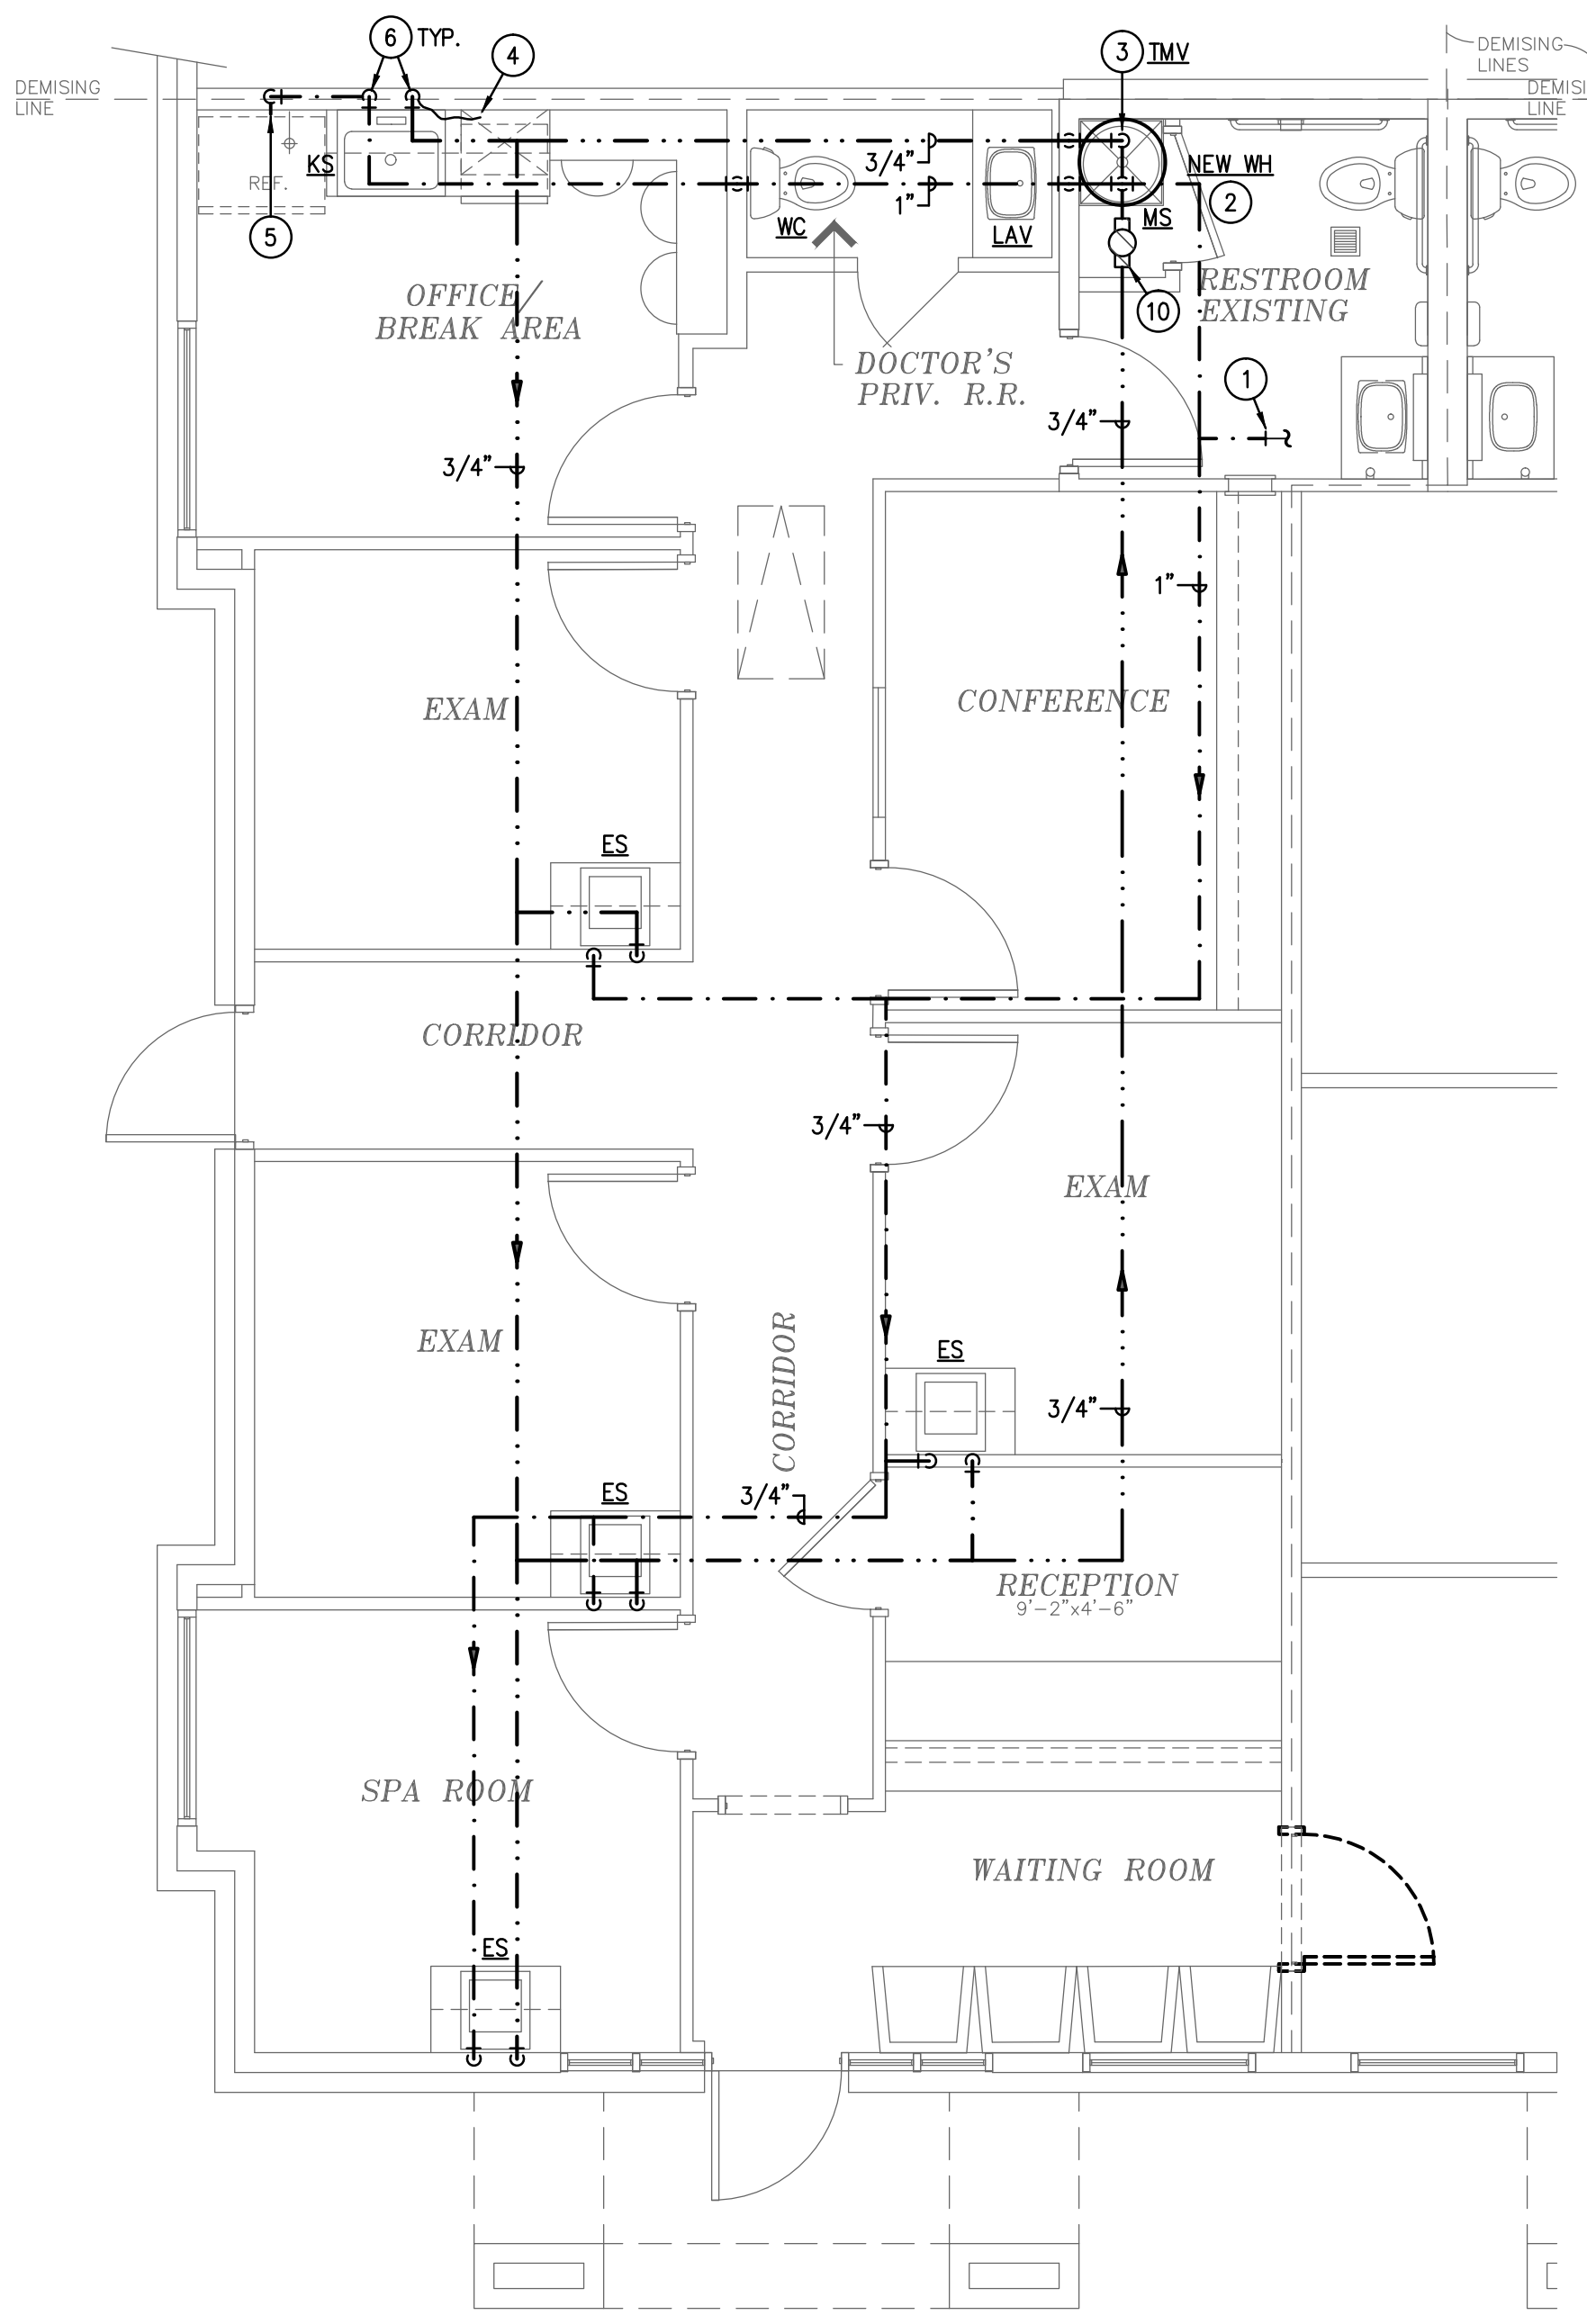 6 TYP.
4
3 TMV
DEMISING
LINES
DEMISING
LINE
DEMISI
LINE
KS
REF.
5
3/4"
1"
WC
LAV
NEW WH
2
MS
10
OFFICE/
BREAK AREA
RESTROOM
EXISTING
DOCTOR'S
PRIV. R.R.
1
3/4"
3/4"
1"
EXAM
CONFERENCE
ES
CORRIDOR
3/4"
EXAM
EXAM
CORRIDOR
ES
3/4"
ES
3/4"
RECEPTION
9'-2"x4'-6"
SPA ROOM
WAITING ROOM
ES